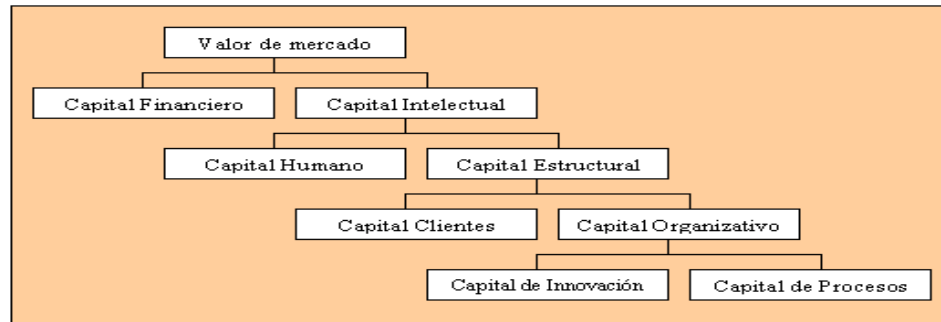 Valor de mercado
Capital Financiero
Capital Intelectual
Capital Humano
Capital Estructural
Capital Clientes
Capital Organizativo
Capital de Innovación
Capital de Procesos